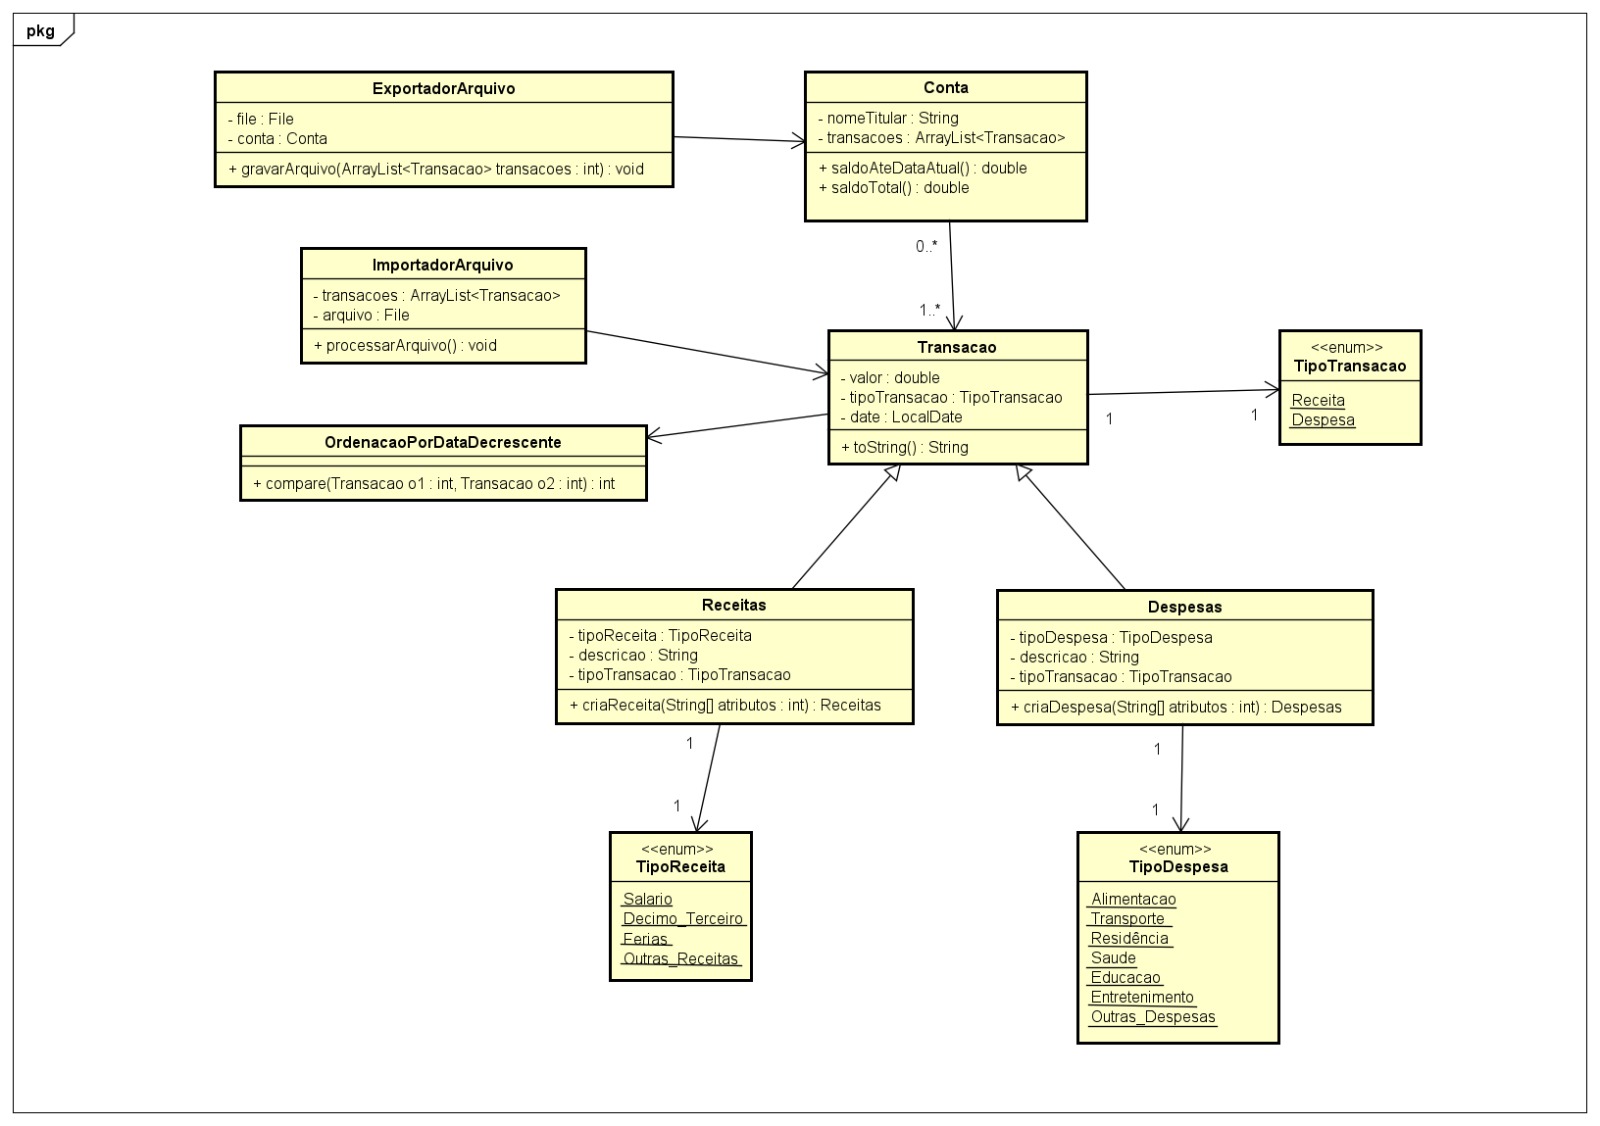 pkg
ExportadorArquivo
- file : File
- conta : Conta
+ gravarArquivo(ArrayList<Transacao> transacoes : int) : void
Conta
- nomeTitular : String
- transacoes : ArrayList<Transacao>
+ saldoAteDataAtual() : double
+ saldoTotal() : double
0..*
1..*
ImportadorArquivo
- transacoes : ArrayList<Transacao>
- arquivo : File
+ processarArquivo() : void
Transacao
- valor : double
- tipoTransacao : TipoTransacao
- date : LocalDate
+ toString() : String
1
1
<<enum>>
TipoTransacao
Receita
Despesa
OrdenacaoPorDataDecrescente
+ compare(Transacao o1 : int, Transacao o2 : int) : int
Receitas
- tipoReceita : TipoReceita
- descricao : String
- tipoTransacao : TipoTransacao
+ criaReceita(String[] atributos : int) : Receitas
Despesas
- tipoDespesa : TipoDespesa
- descricao : String
- tipoTransacao : TipoTransacao
+ criaDespesa(String[] atributos : int) : Despesas
1
1
1
1
<<enum>>
TipoReceita
Salario
Decimo_Terceiro
Ferias
Outras_Receitas
<<enum>>
TipoDespesa
Alimentacao
Transporte
Residência
Saude
Educacao
Entretenimento
Outras_Despesas